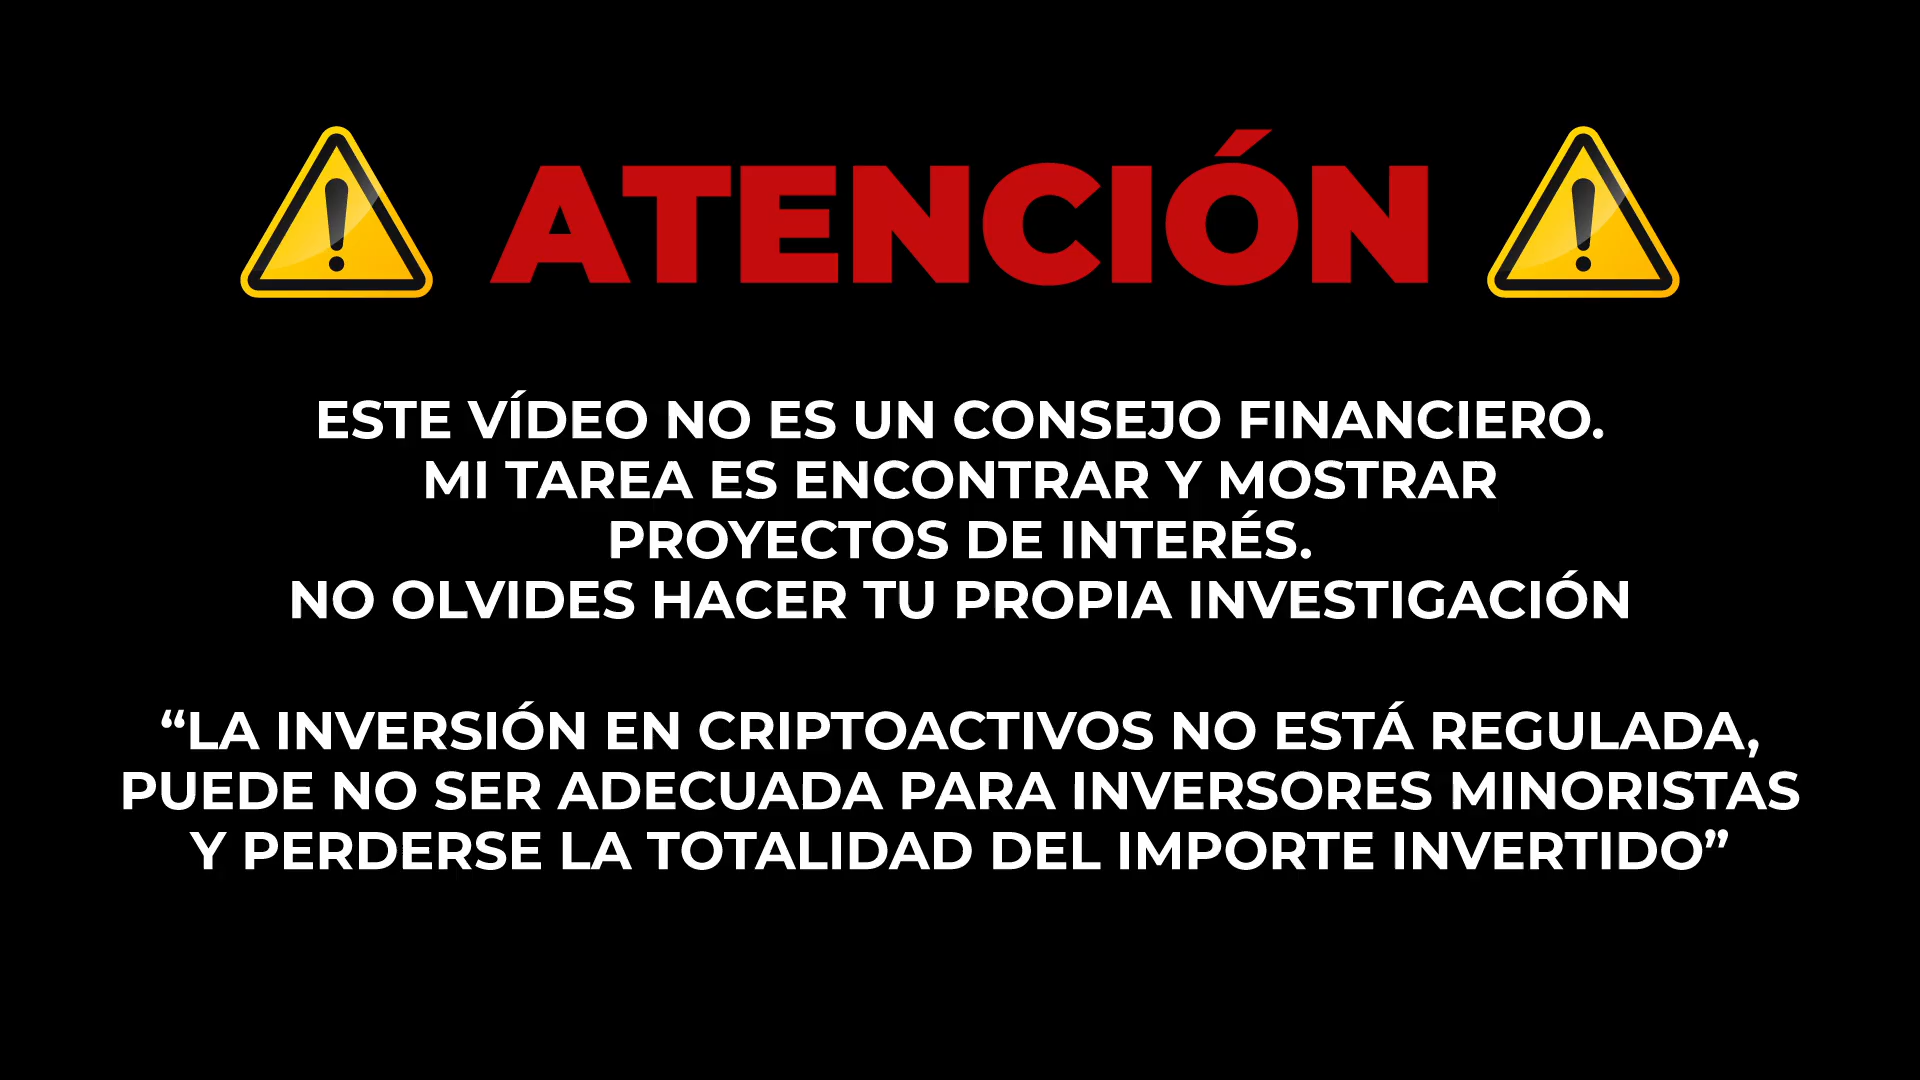 ATENCIÓN
ESTE VÍDEO NO ES UN CONSEJO FINANCIERO.
MI TAREA ES ENCONTRAR Y MOSTRAR
PROYECTOS DE INTERÉS.
NO OLVIDES HACER TU PROPIA INVESTIGACIÓN
“LA INVERSIÓN EN CRIPTOACTIVOS NO ESTÁ REGULADA,
PUEDE NO SER ADECUADA PARA INVERSORES MINORISTAS
Y PERDERSE LA TOTALIDAD DEL IMPORTE INVERTIDO”